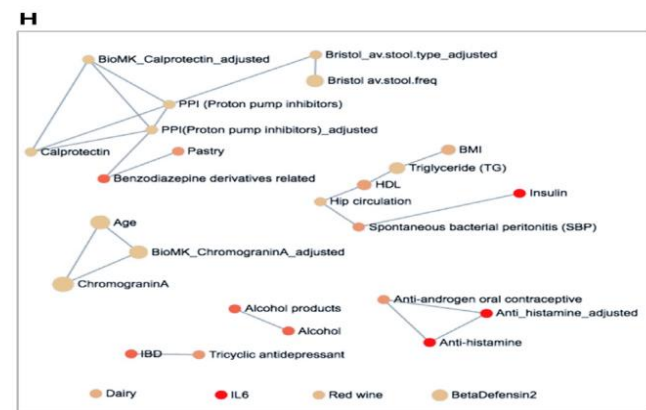 H
BioMK_Calprotectin_adjusted
Bristol_av.stool.type_adjusted
Bristol av.stool.freq
PPI (Proton pump inhibitors)
PPI(Proton pump inhibitors)_adjusted
Calprotectin
Pastry
BMI
Triglyceride (TG)
Benzodiazepine derivatives related
HDL
Insulin
Hip circulation
Age
Spontaneous bacterial peritonitis (SBP)
BioMK_ChromograninA_adjusted
ChromograninA
Anti-androgen oral contraceptive
Alcohol products
Anti_histamine_adjusted
Alcohol
Anti-histamine
IBD
Tricyclic antidepressant
Dairy
IL6
Red wine
BetaDefensin2